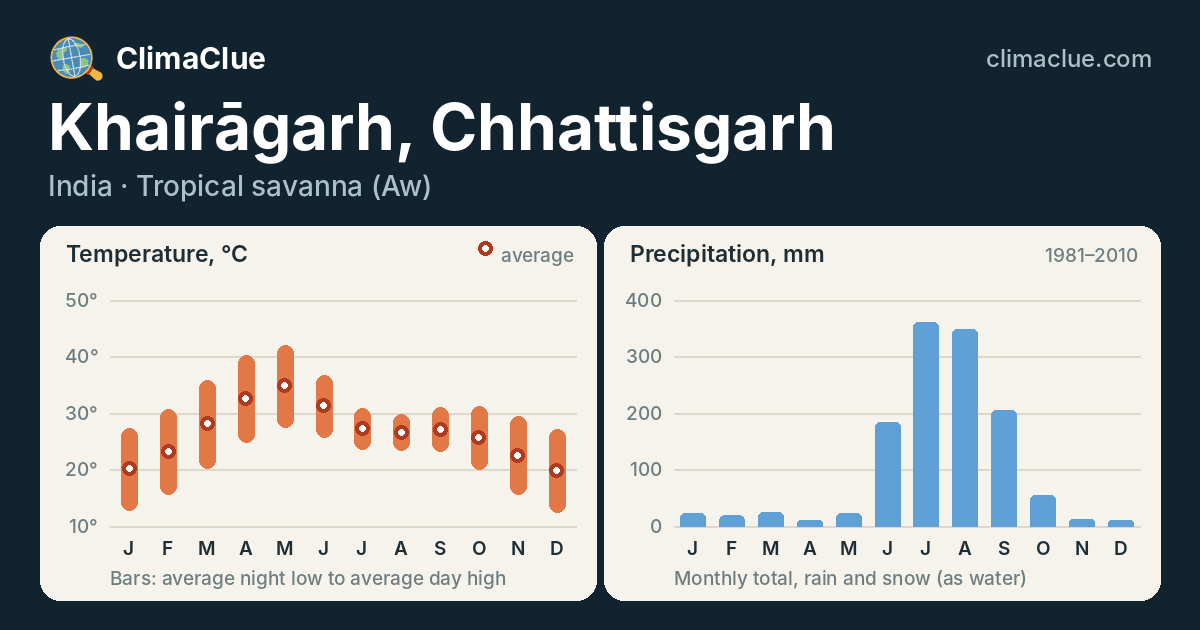 ClimaClue
climaclue.com
Khairāgarh, Chhattisgarh
India · Tropical savanna (Aw)
Temperature, °C
average
50°
40°
30°
20°
10°
J F M A M J J A S O N D
Bars: average night low to average day high
Precipitation, mm
1981–2010
400
300
200
100
0
J F M A M J J A S O N D
Monthly total, rain and snow (as water)